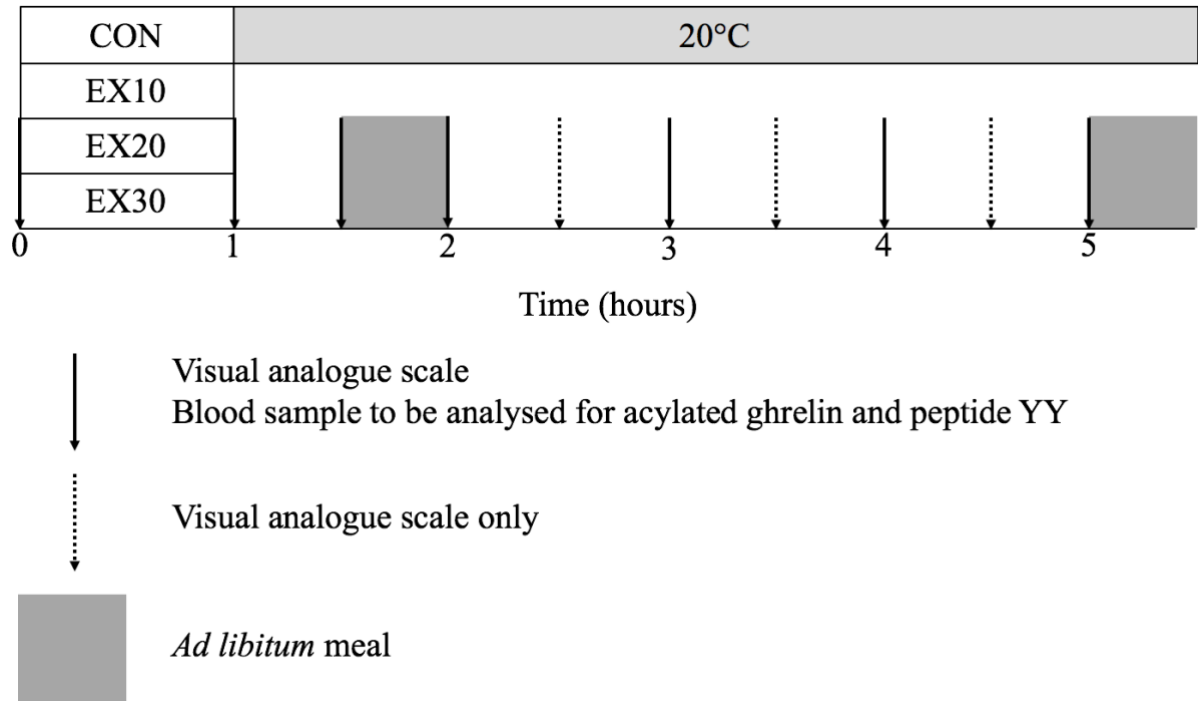 CON
20°C
EX10
EX20
EX30
0 1 2 3 4 5
Time (hours)
Visual analogue scale
Blood sample to be analysed for acylated ghrelin and peptide YY
Visual analogue scale only
Ad libitum meal